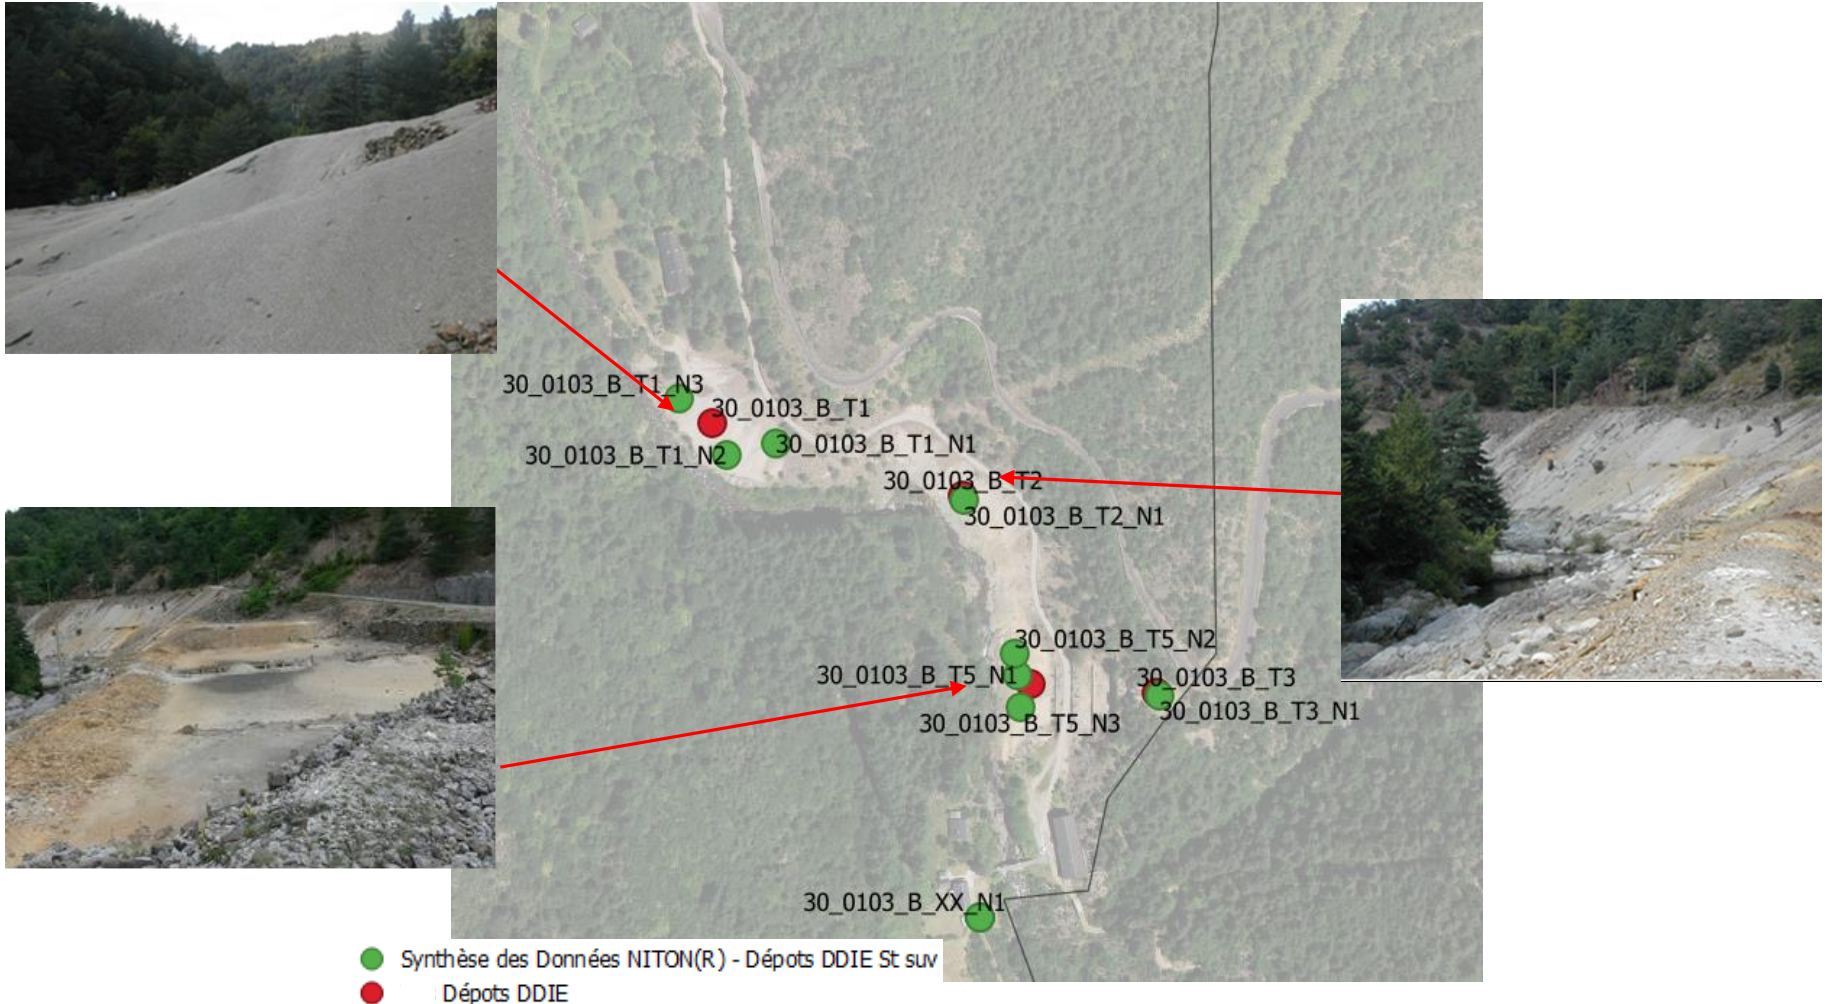 30_0103_B_T1_N3
30_0103_B_T1
30_0103_B_T1_N1
30_0103_B_T1_N2
30_0103_B_T2
30_0103_B_T2_N1
30_0103_B_T5_N2
30_0103_B_T5_N1
30_0103_B_T3
30_0103_B_T3_N1
30_0103_B_T5_N3
30_0103_B_XX_N1
Synthèse des Données NITON(R) - Dépots DDIE St suv
Dépots DDIE